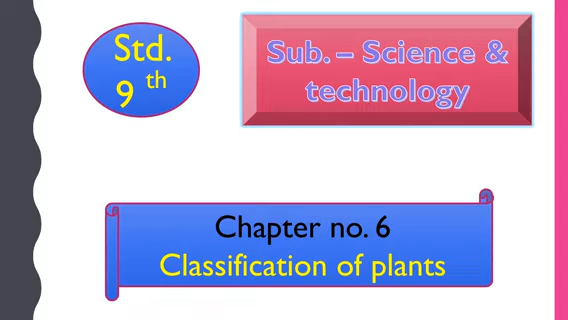 Std.
9 th
Sub. – Science &
technology
Chapter no. 6
Classification of plants